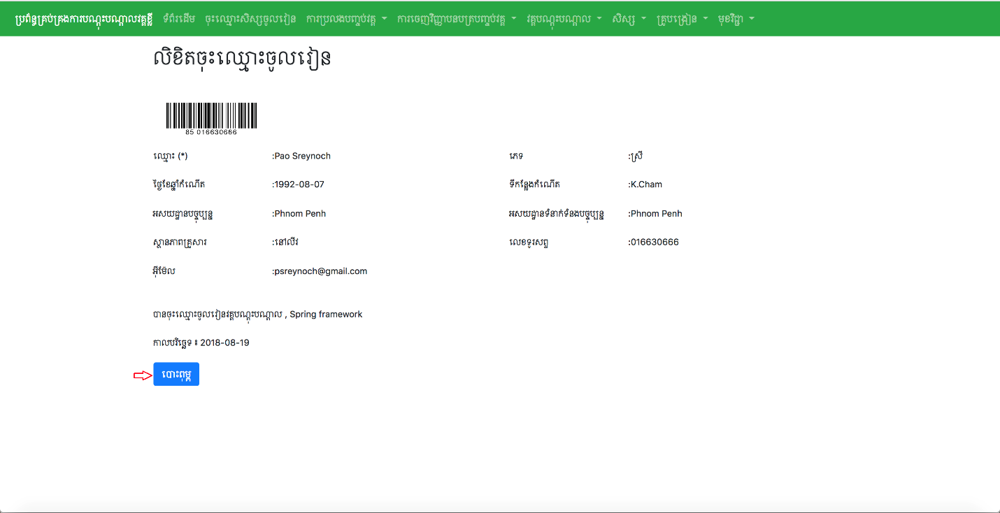 ប្រព័ន្ធគ្រប់គ្រងការបណ្តុះបណ្តាលវគ្គខ្លី ទំព័រដើម ចុះឈ្មោះសិស្សចូលរៀន ការប្រលងបញ្ចប់វគ្គ ការចេញវិញ្ញាបនបត្របញ្ចប់វគ្គ វគ្គបណ្តុះបណ្តាល សិស្ស គ្រូបង្រៀន មុខវិជ្ជា
លិខិតចុះឈ្មោះចូលរៀន
85 016630666
ឈ្មោះ (*) :Pao Sreynoch ភេទ :ស្រី
ថ្ងៃខែឆ្នាំកំណើត :1992-08-07 ទីកន្លែងកំណើត :K.Cham
អសយដ្ឋានបច្ចុប្បន្ន :Phnom Penh អសយដ្ឋានទំនាក់ទំនងបច្ចុប្បន្ន :Phnom Penh
ស្ថានភាពគ្រួសារ :នៅលីវ លេខទូរសព្ទ :016630666
អ៊ីម៉ែល :psreynoch@gmail.com
បានចុះឈ្មោះចូលរៀនវគ្គបណ្តុះបណ្តាល , Spring framework
កាលបរិច្ឆេទ ៖ 2018-08-19
បោះពុម្ភ